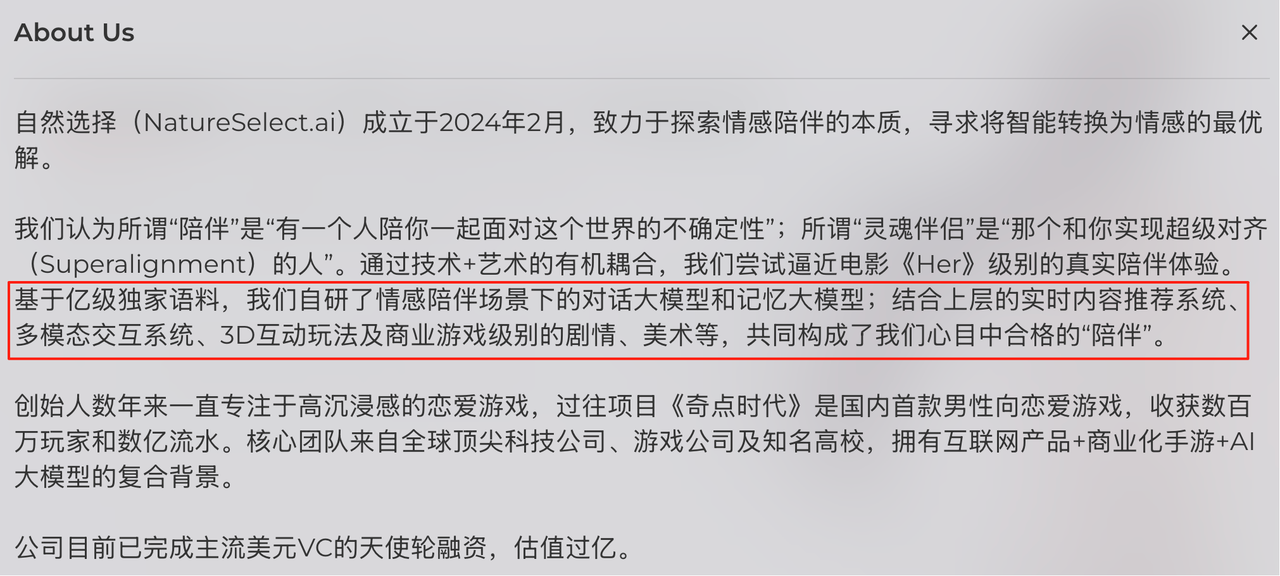 About Us
自然选择（NatureSelect.ai）成立于2024年2月，致力于探索情感陪伴的本质，寻求将智能转换为情感的最优
解。
我们认为所谓“陪伴”是“有一个人陪你一起面对这个世界的不确定性”；所谓“灵魂伴侣”是“那个和你实现超级对齐
（Superalignment）的人”。通过技术+艺术的有机耦合，我们尝试逼近电影《Her》级别的真实陪伴体验。
基于亿级独家语料，我们自研了情感陪伴场景下的对话大模型和记忆大模型；结合上层的实时内容推荐系统、
多模态交互系统、3D互动玩法及商业游戏级别的剧情、美术等，共同构成了我们心目中合格的“陪伴”。
创始人数年来一直专注于高沉浸感的恋爱游戏，过往项目《奇点时代》是国内首款男性向恋爱游戏，收获数百
万玩家和数亿流水。核心团队来自全球顶尖科技公司、游戏公司及知名高校，拥有互联网产品+商业化手游+AI
大模型的复合背景。
公司目前已完成主流美元VC的天使轮融资，估值过亿。